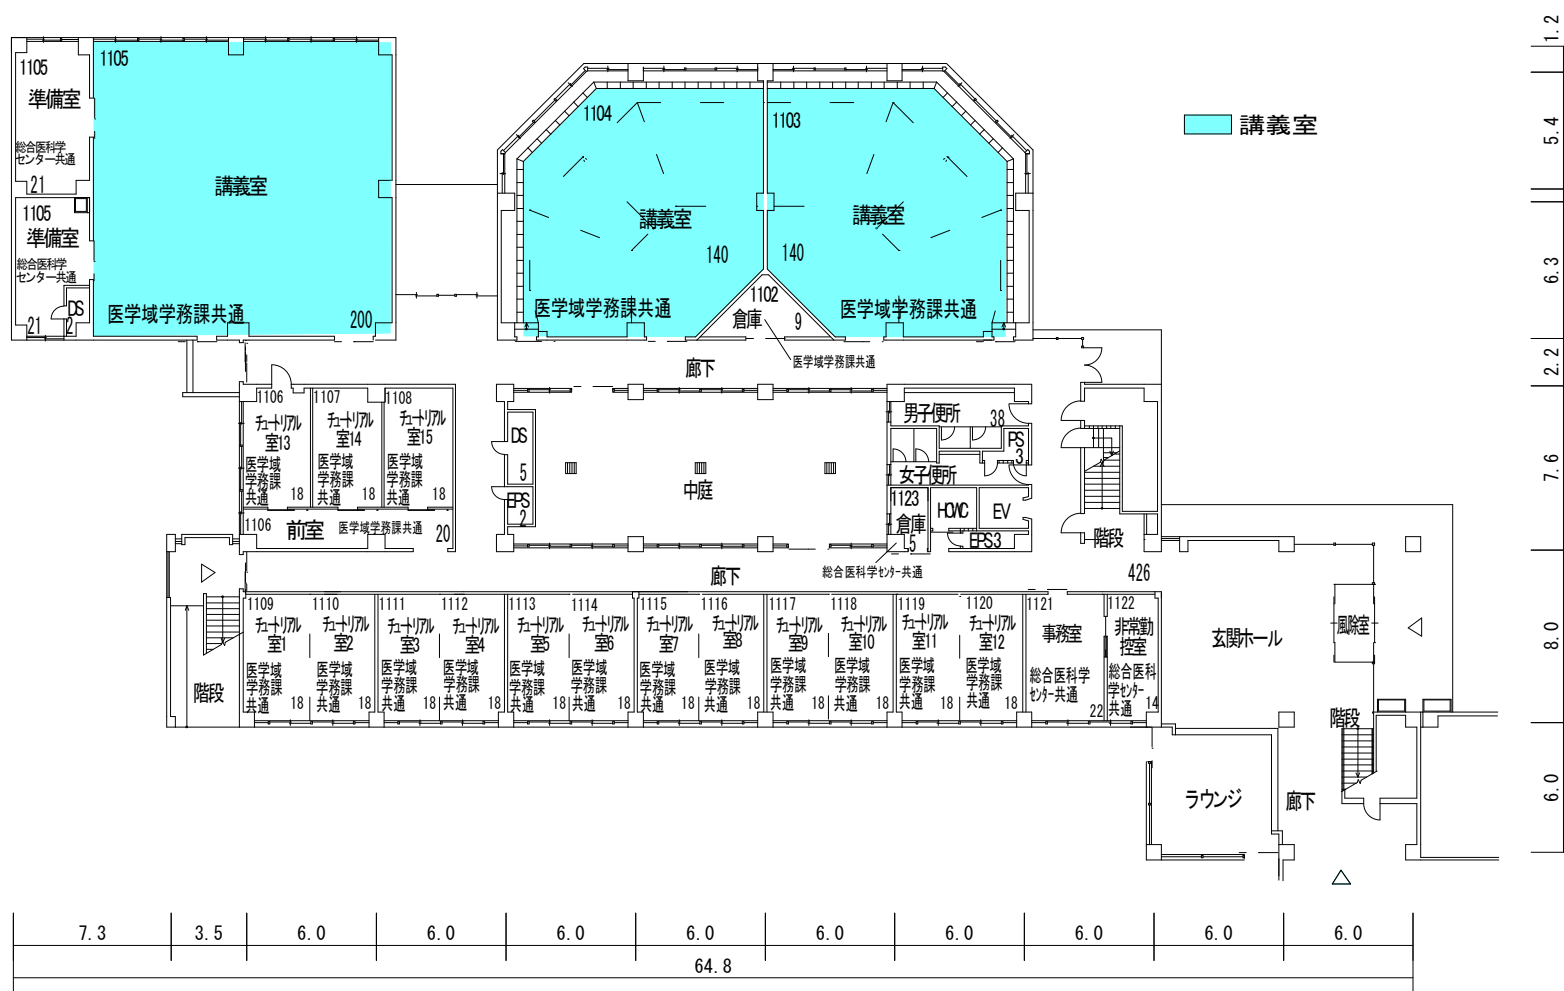 1.2
1105
準備室
総合医科学
センター共通
21
1105
講義室
医学域学務課共通
200
1105
準備室
総合医科学
センター共通
21
DS
2
1104
講義室
140
医学域学務課共通
1103
講義室
140
医学域学務課共通
1102
倉庫
9
医学域学務課共通
講義室
5.4
6.3
2.2
7.6
8.0
6.0
廊下
1106
チュートリアル
室13
医学域
学務課
共通
18
1107
チュートリアル
室14
医学域
学務課
共通
18
1108
チュートリアル
室15
医学域
学務課
共通
18
1106
前室
医学域学務課共通
20
DS
5
EPS
2
中庭
男子便所
38
PS
3
女子便所
1123
倉庫
5
HCWC
EV
EPS3
総合医科学センター共通
階段
廊下
426
1109
チュートリアル
室1
医学域
学務課
共通
18
1110
チュートリアル
室2
医学域
学務課
共通
18
1111
チュートリアル
室3
医学域
学務課
共通
18
1112
チュートリアル
室4
医学域
学務課
共通
18
1113
チュートリアル
室5
医学域
学務課
共通
18
1114
チュートリアル
室6
医学域
学務課
共通
18
1115
チュートリアル
室7
医学域
学務課
共通
18
1116
チュートリアル
室8
医学域
学務課
共通
18
1117
チュートリアル
室9
医学域
学務課
共通
18
1118
チュートリアル
室10
医学域
学務課
共通
18
1119
チュートリアル
室11
医学域
学務課
共通
18
1120
チュートリアル
室12
医学域
学務課
共通
18
1121
事務室
総合医科学
センター共通
22
1122
非常勤
控室
総合医科
学センター
共通
14
階段
玄関ホール
風除室
階段
ラウンジ
廊下
7.3
3.5
6.0
6.0
6.0
6.0
6.0
6.0
6.0
6.0
6.0
64.8